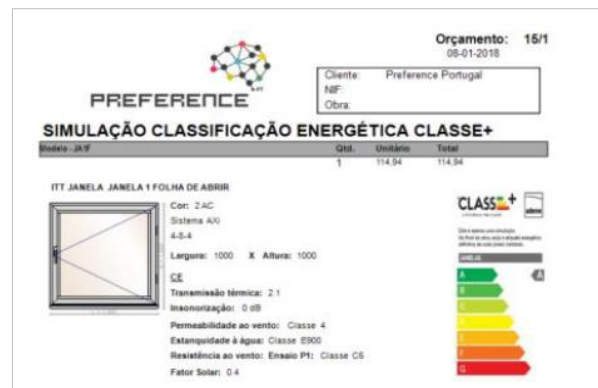 Orçamento: 15/1
08-01-2018
PREFERENCE
Cliente: Preference Portugal
NIF:
Obra:
SIMULAÇÃO CLASSIFICAÇÃO ENERGÉTICA CLASSE+
Modelo - JA1F Qtd. Unitário Total
1 114,94 114,94
ITT JANELA JANELA 1 FOLHA DE ABRIR
Cor: 2 AC
Sistema AXi
4-8-4
Largura: 1000 X Altura: 1000
CE
Transmissão térmica: 2.1
Insonorização: 0 dB
Permeabilidade ao vento: Classe 4
Estanquidade à água: Classe E900
Resistência ao vento: Ensaio P1: Classe C5
Fator Solar: 0.4
CLASSE+
JANELAS
A A
B
C
E
F
G